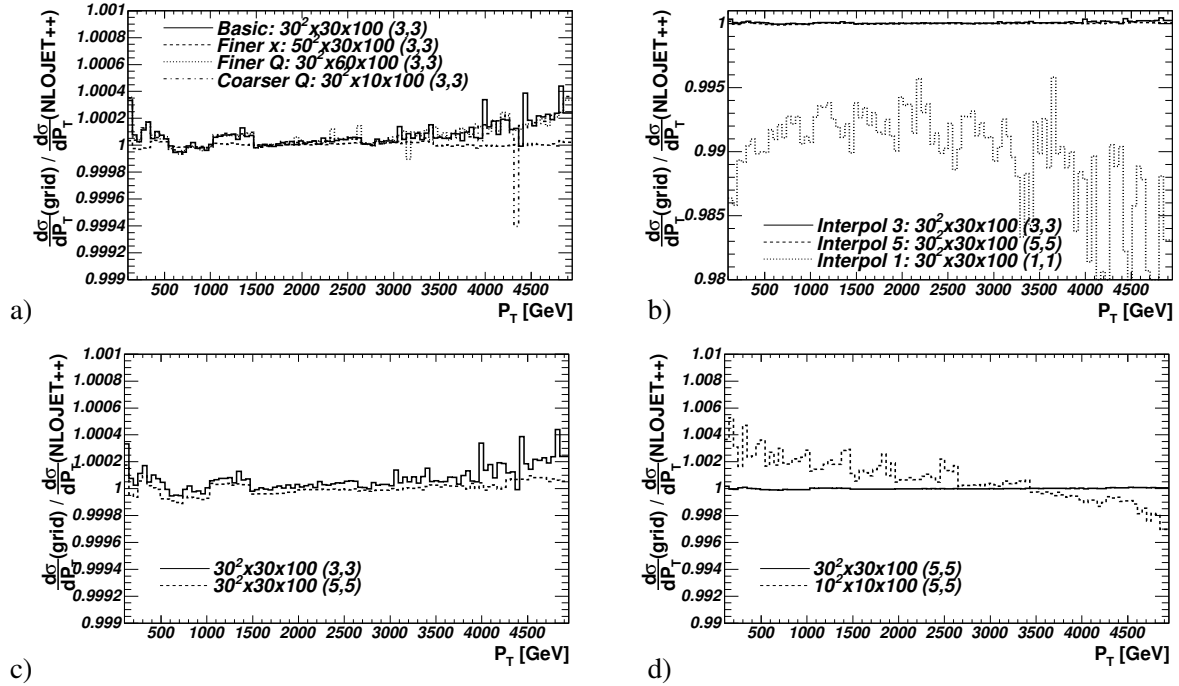 1.001
1.0008
1.0006
1.0004
1.0002
1
0.9998
0.9996
0.9994
0.9992
0.999
dσ/dP_T(grid) / dσ/dP_T(NLOJET++)
Basic: 30²x30x100 (3,3)
Finer x: 50²x30x100 (3,3)
Finer Q: 30²x60x100 (3,3)
Coarser Q: 30²x10x100 (3,3)
500 1000 1500 2000 2500 3000 3500 4000 4500
P_T [GeV]
a)
1
0.995
0.99
0.985
0.98
dσ/dP_T(grid) / dσ/dP_T(NLOJET++)
Interpol 3: 30²x30x100 (3,3)
Interpol 5: 30²x30x100 (5,5)
Interpol 1: 30²x30x100 (1,1)
500 1000 1500 2000 2500 3000 3500 4000 4500
P_T [GeV]
b)
1.001
1.0008
1.0006
1.0004
1.0002
1
0.9998
0.9996
0.9994
0.9992
0.999
dσ/dP_T(grid) / dσ/dP_T(NLOJET++)
30²x30x100 (3,3)
30²x30x100 (5,5)
500 1000 1500 2000 2500 3000 3500 4000 4500
P_T [GeV]
c)
1.01
1.008
1.006
1.004
1.002
1
0.998
0.996
0.994
0.992
0.99
dσ/dP_T(grid) / dσ/dP_T(NLOJET++)
30²x30x100 (5,5)
10²x10x100 (5,5)
500 1000 1500 2000 2500 3000 3500 4000 4500
P_T [GeV]
d)